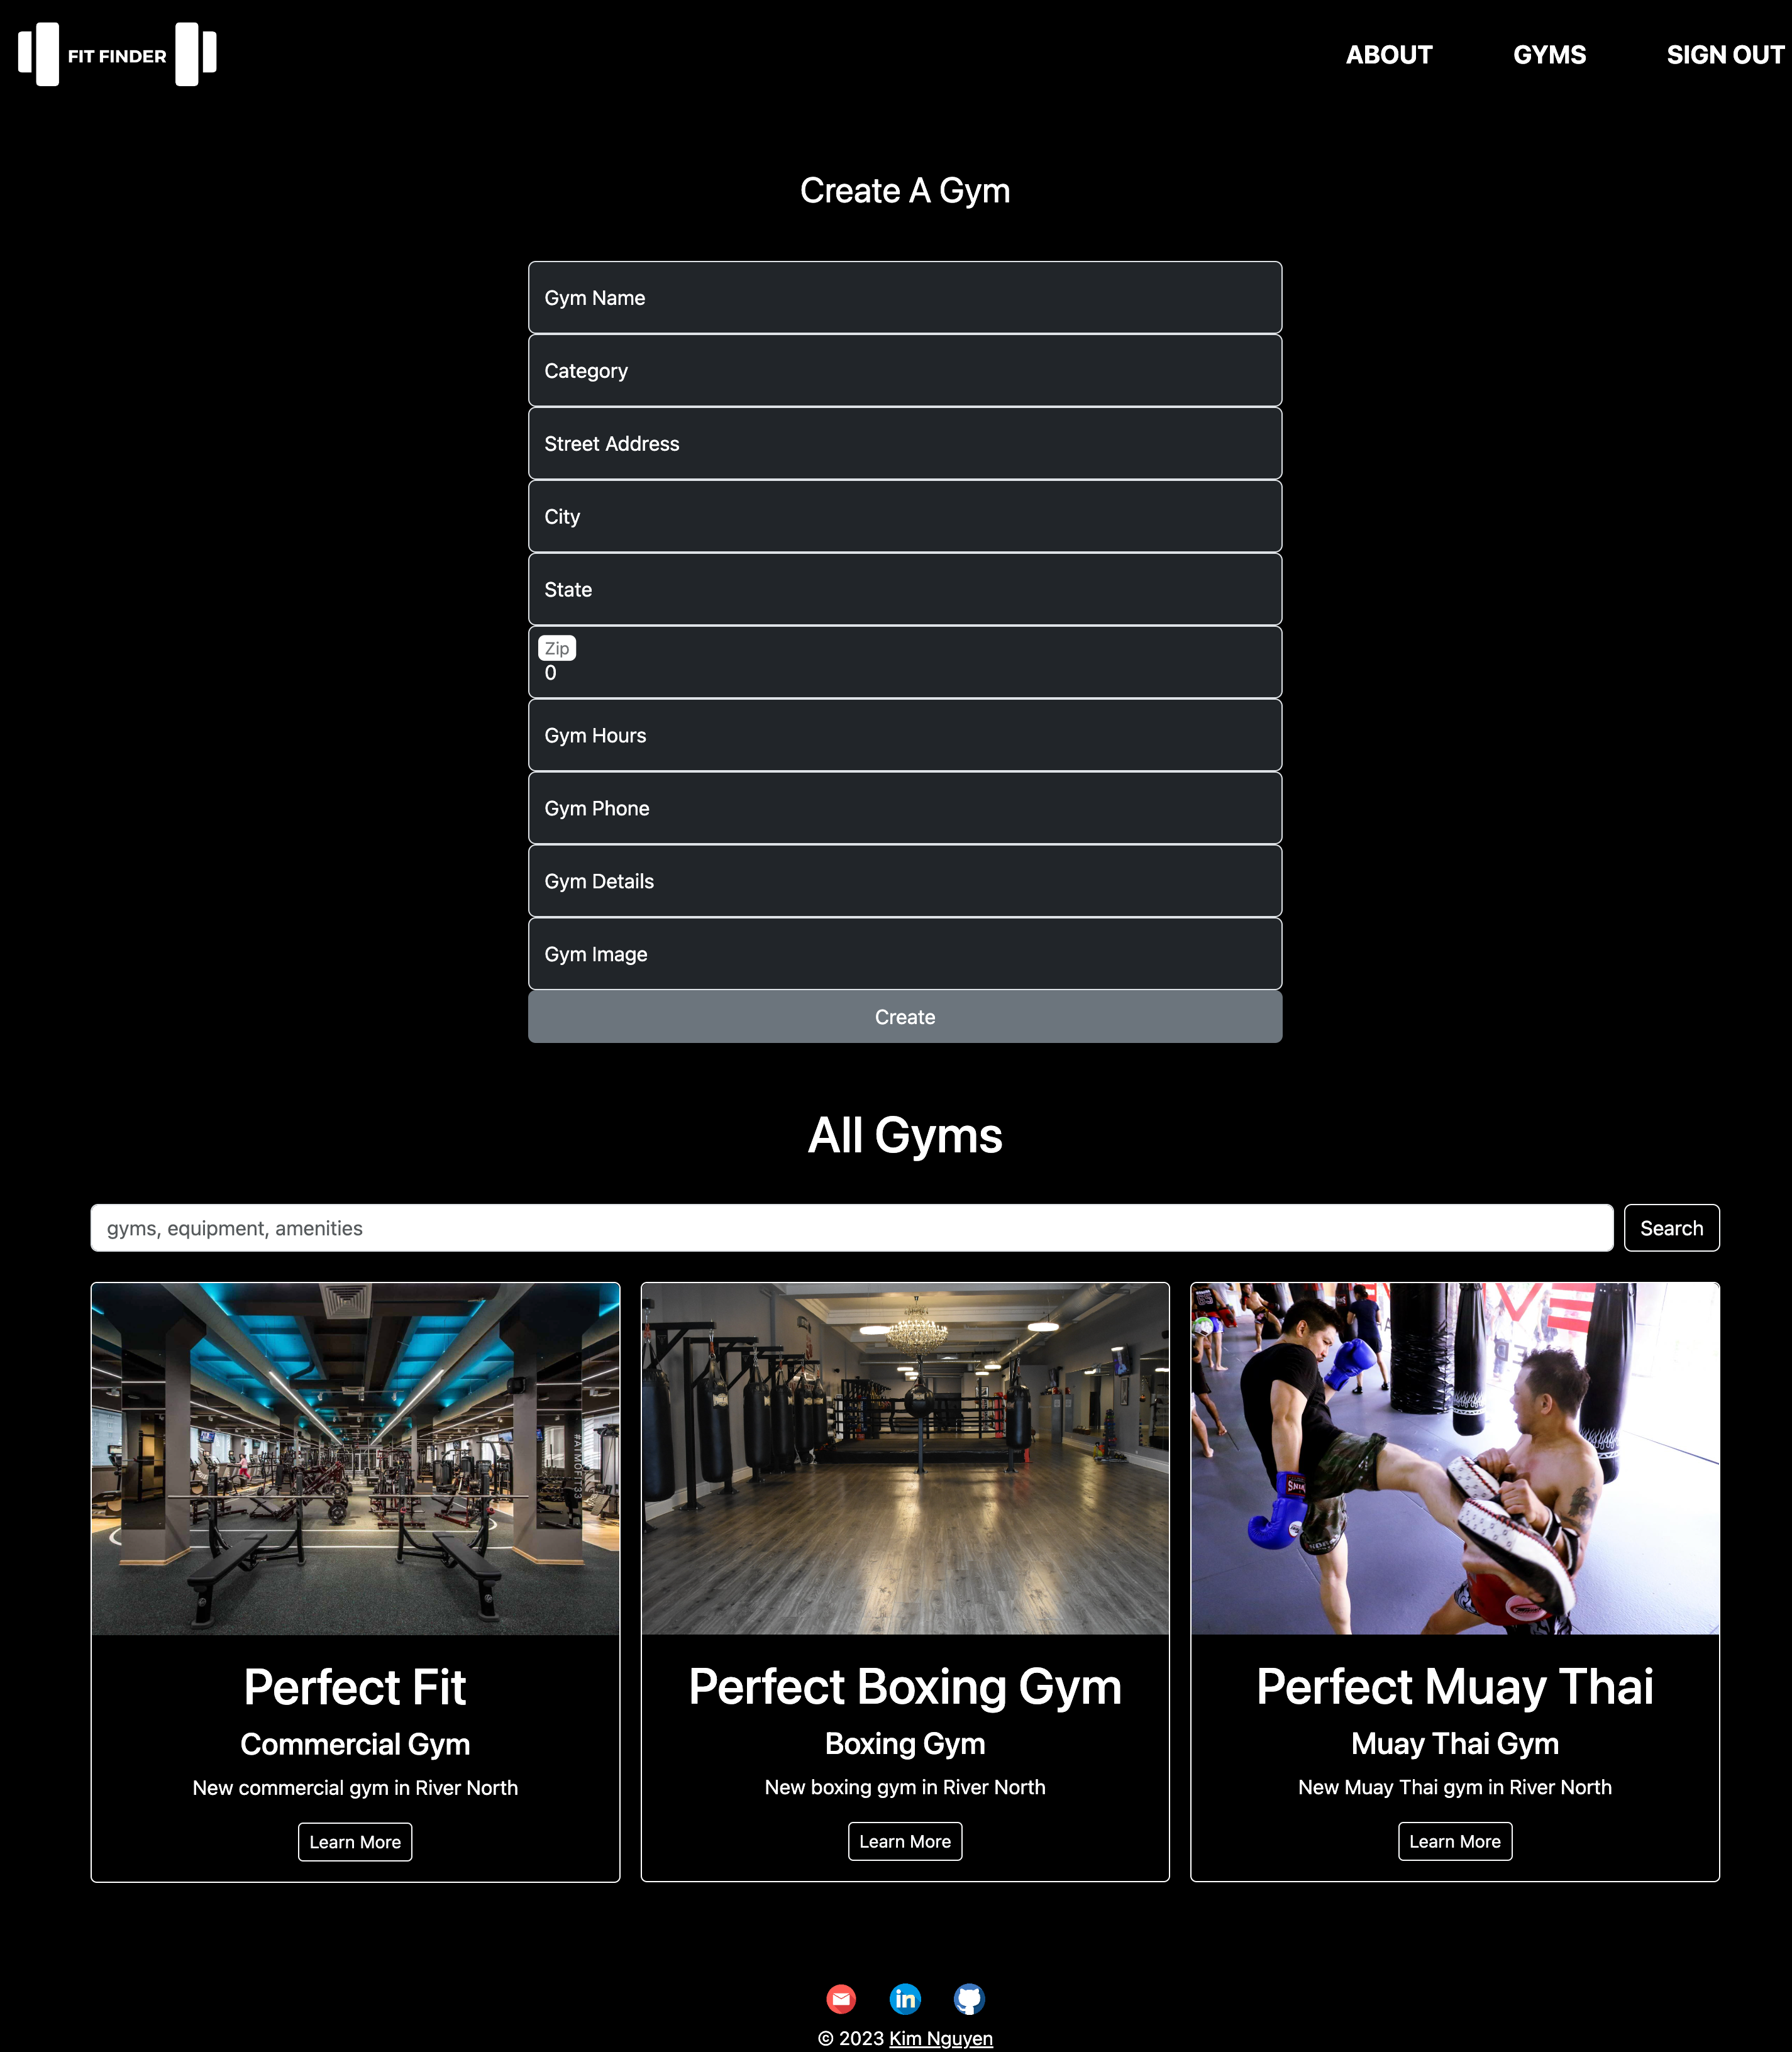 FIT FINDER
ABOUT GYMS SIGN OUT
Create A Gym
Gym Name
Category
Street Address
City
State
Zip
0
Gym Hours
Gym Phone
Gym Details
Gym Image
Create
All Gyms
gyms, equipment, amenities
Search
Perfect Fit
Commercial Gym
New commercial gym in River North
Learn More
Perfect Boxing Gym
Boxing Gym
New boxing gym in River North
Learn More
Perfect Muay Thai
Muay Thai Gym
New Muay Thai gym in River North
Learn More
in
© 2023 Kim Nguyen